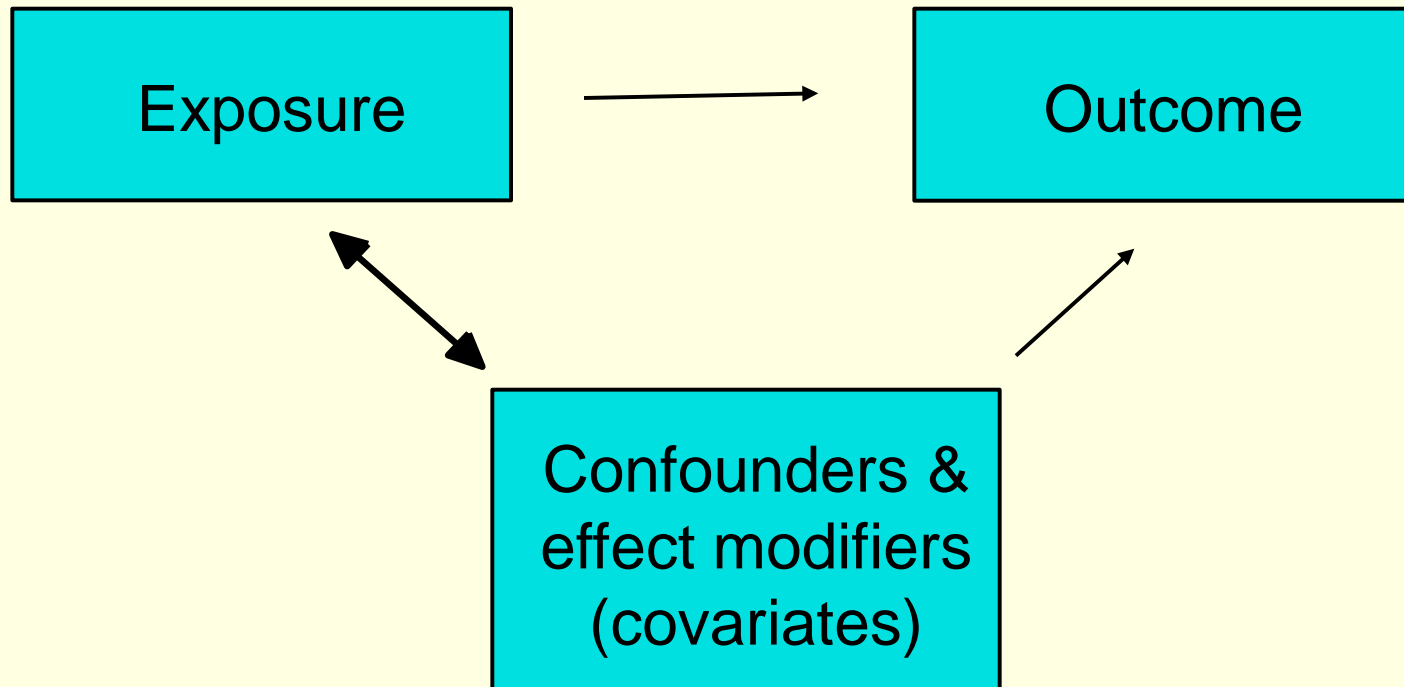 Exposure
Outcome
Confounders &
effect modifiers
(covariates)